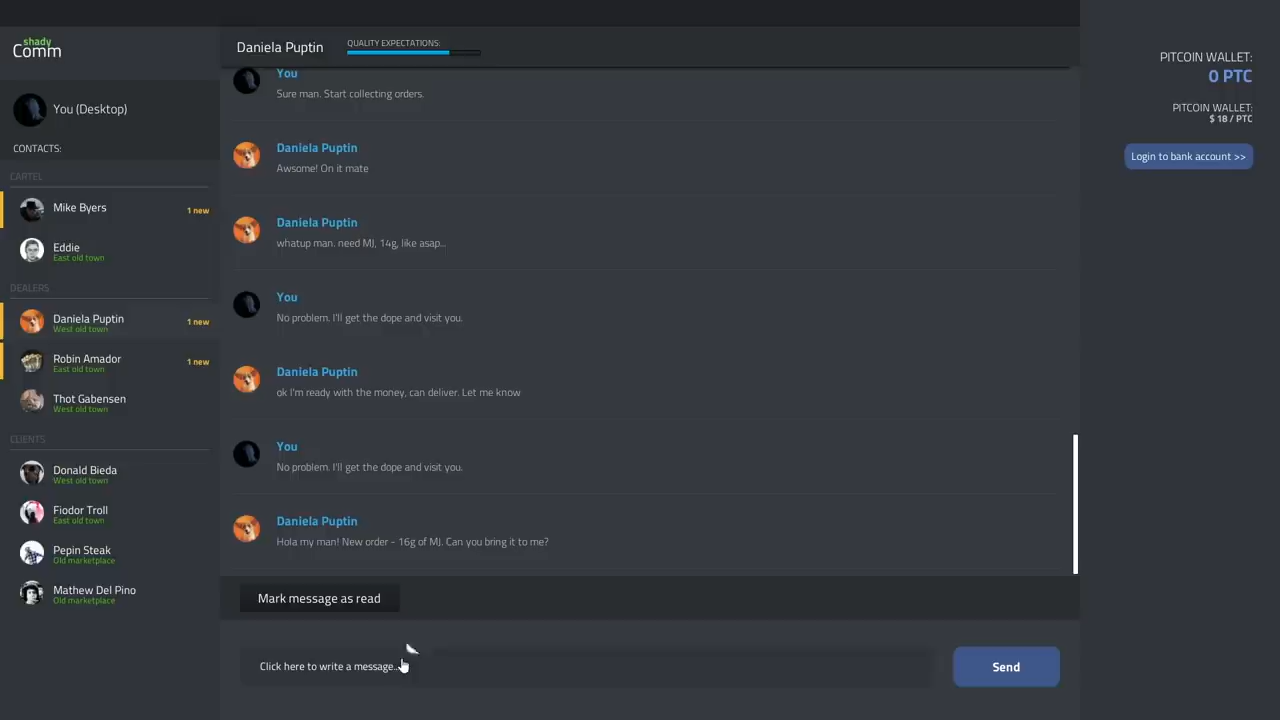 shady
Comm
You (Desktop)
CONTACTS:
CARTEL
Mike Byers
1 new
Eddie
East old town
DEALERS
Daniela Puptin
West old town
1 new
Robin Amador
East old town
1 new
Thot Gabensen
West old town
CLIENTS
Donald Bieda
West old town
Fiodor Troll
East old town
Pepin Steak
Old marketplace
Mathew Del Pino
Old marketplace
Daniela Puptin
QUALITY EXPECTATIONS:
You
Sure man. Start collecting orders.
Daniela Puptin
Awsome! On it mate
Daniela Puptin
whatup man. need MJ, 14g, like asap...
You
No problem. I'll get the dope and visit you.
Daniela Puptin
ok I'm ready with the money, can deliver. Let me know
You
No problem. I'll get the dope and visit you.
Daniela Puptin
Hola my man! New order - 16g of MJ. Can you bring it to me?
Mark message as read
Click here to write a message...
Send
PITCOIN WALLET:
0 PTC
PITCOIN WALLET:
$ 18 / PTC
Login to bank account >>